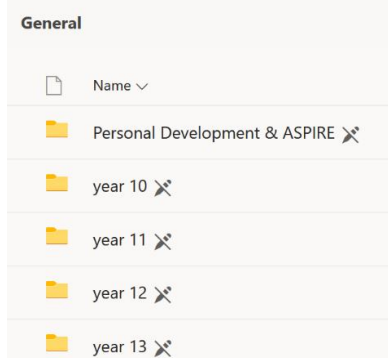 General
Name
Personal Development & ASPIRE
year 10
year 11
year 12
year 13